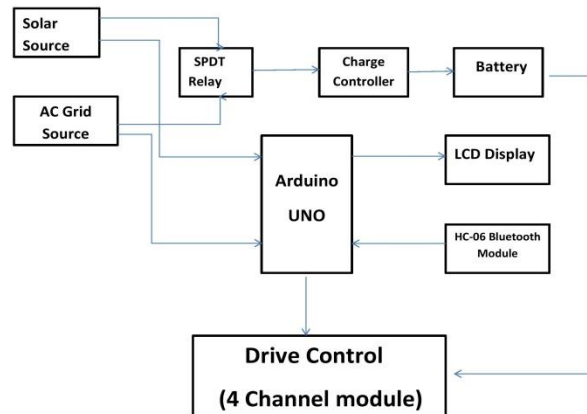 Solar
Source
SPDT
Relay
Charge
Controller
Battery
AC Grid
Source
Arduino
UNO
LCD Display
HC-06 Bluetooth
Module
Drive Control
(4 Channel module)